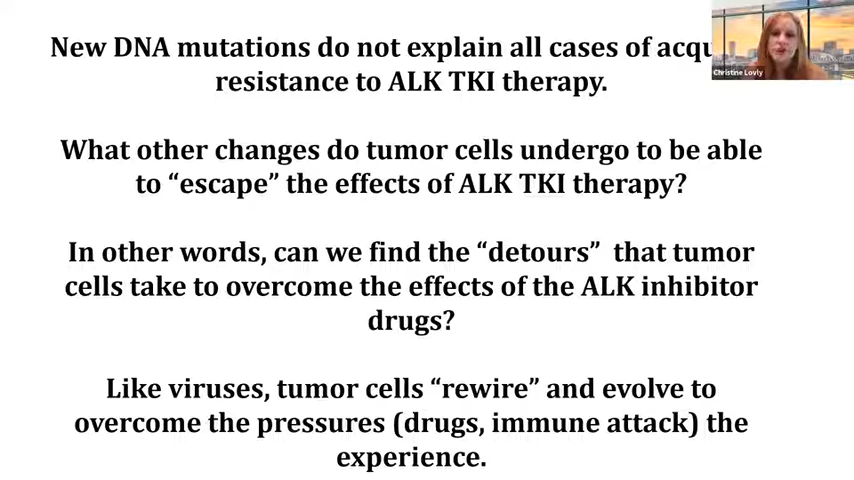 New DNA mutations do not explain all cases of
resistance to ALK TKI therapy.
What other changes do tumor cells undergo to be able
to “escape” the effects of ALK TKI therapy?
In other words, can we find the “detours” that tumor
cells take to overcome the effects of the ALK inhibitor
drugs?
Like viruses, tumor cells “rewire” and evolve to
overcome the pressures (drugs, immune attack) the
experience.
Christine Lovly